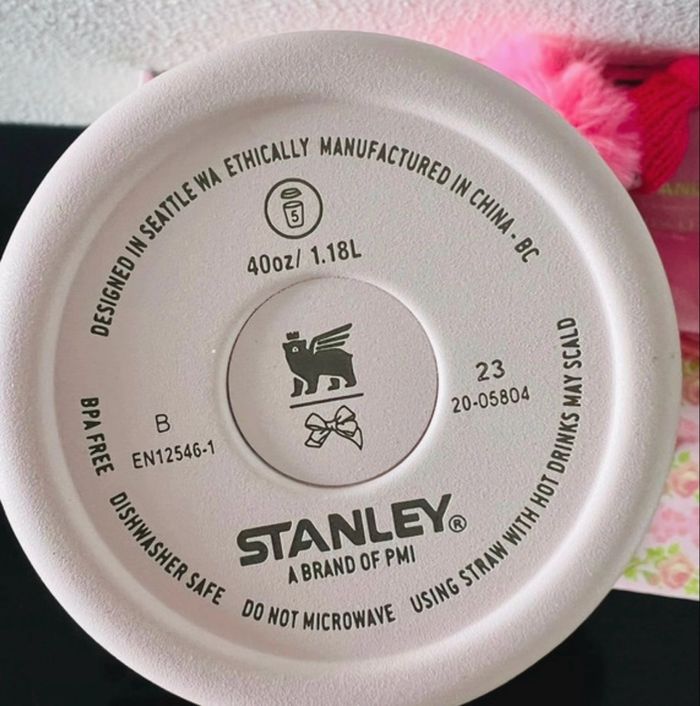 DESIGNED IN SEATTLE WA ETHICALLY MANUFACTURED IN CHINA - BC
5
40oz/ 1.18L
23
20-05804
B
EN12546-1
STANLEY®
A BRAND OF PMI
BPA FREE DISHWASHER SAFE DO NOT MICROWAVE USING STRAW WITH HOT DRINKS MAY SCALD